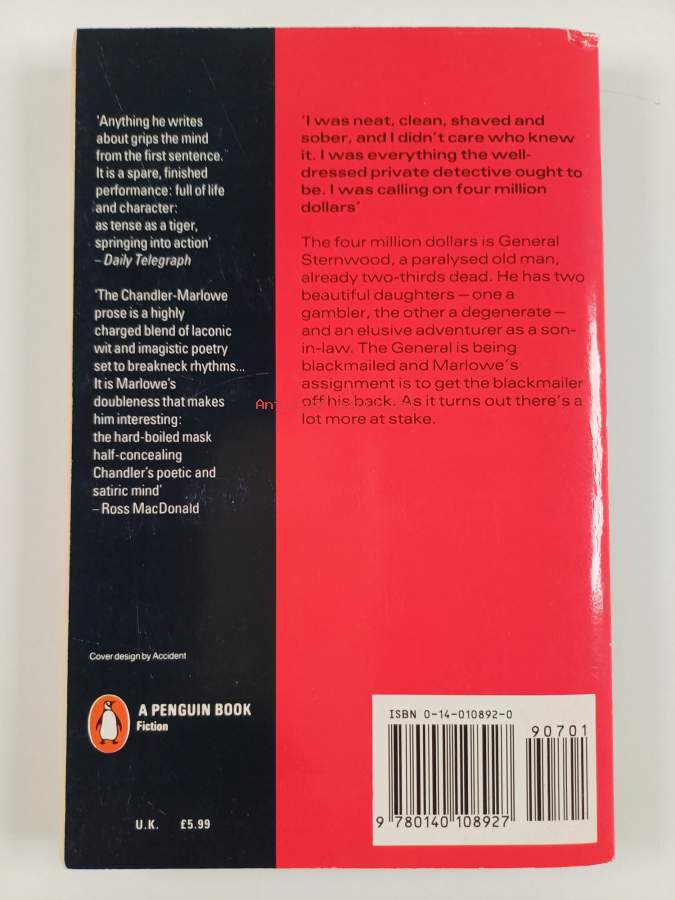 'Anything he writes
about grips the mind
from the first sentence."
It is a spare, finished
performance: full of life
and character:
as tense as a tiger,
springing into action'
– Daily Telegraph
'The Chandler-Marlowe
prose is a highly
charged blend of laconic
wit and imagistic poetry
set to breakneck rhythms...
It is Marlowe's
doubleness that makes
him interesting:
the hard-boiled mask
half-concealing
Chandler's poetic and
satiric mind'
– Ross MacDonald
'I was neat, clean, shaved and
sober, and I didn't care who knew
it. I was everything the well-
dressed private detective ought to
be. I was calling on four million
dollars'
The four million dollars is General
Sternwood, a paralysed old man,
already two-thirds dead. He has two
beautiful daughters – one a
gambler, the other a degenerate –
and an elusive adventurer as a son-
in-law. The General is being
blackmailed and Marlowe's
assignment is to get the blackmailer
off his back. As it turns out there's a
lot more at stake.
Cover design by Accident
A PENGUIN BOOK
Fiction
U.K. £5.99
ISBN 0-14-010892-0
90701
9 780140 108927